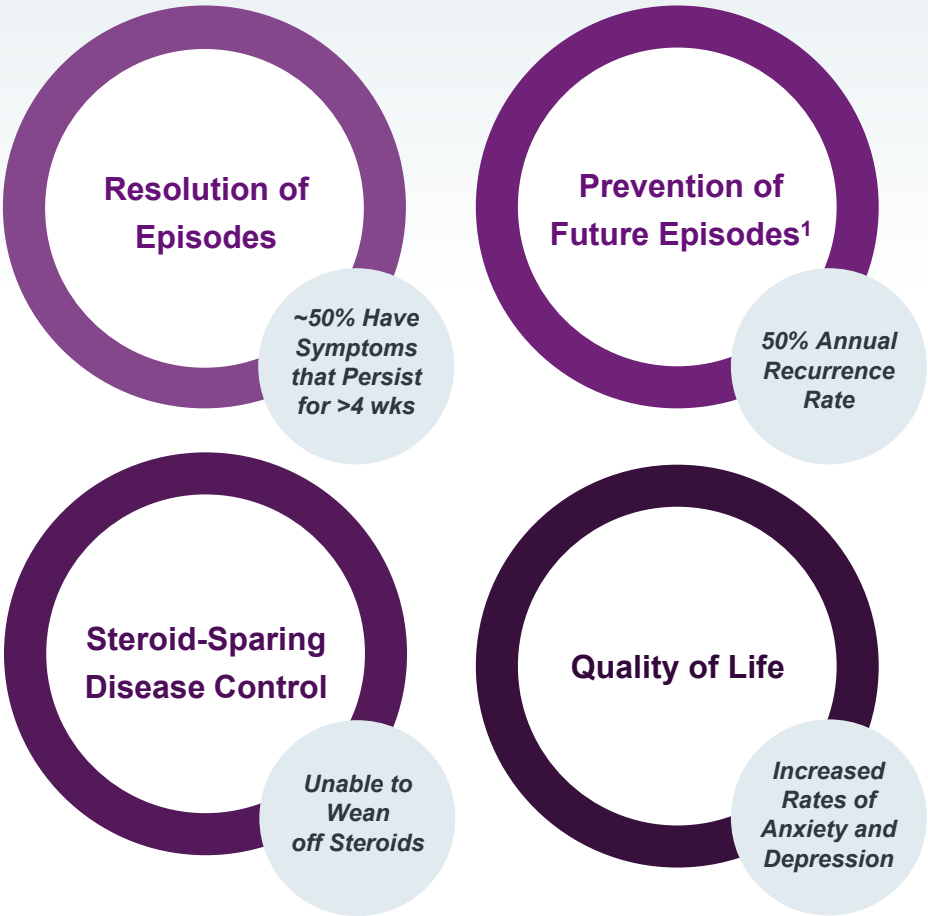 Resolution of
Episodes
~50% Have
Symptoms
that Persist
for >4 wks
Prevention of
Future Episodes¹
50% Annual
Recurrence
Rate
Steroid-Sparing
Disease Control
Unable to
Wean
off Steroids
Quality of Life
Increased
Rates of
Anxiety and
Depression